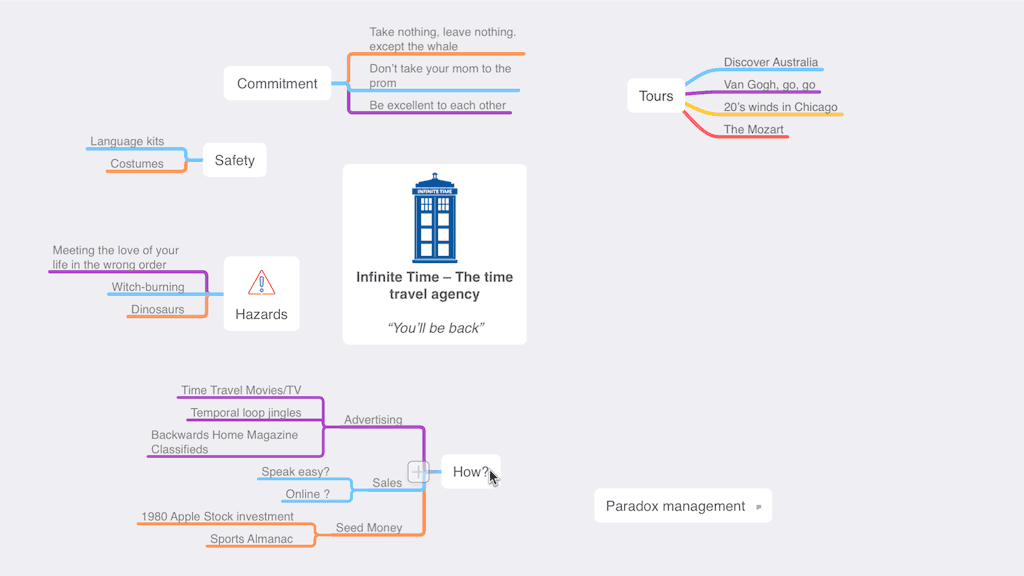 Take nothing, leave nothing.
except the whale
Commitment
Don't take your mom to the
prom
Be excellent to each other
Tours
Discover Australia
Van Gogh, go, go
20's winds in Chicago
The Mozart
Language kits
Costumes
Safety
INFINITE TIME
Infinite Time – The time
travel agency
“You'll be back”
Meeting the love of your
life in the wrong order
Witch-burning
Dinosaurs
Hazards
Time Travel Movies/TV
Temporal loop jingles
Backwards Home Magazine
Classifieds
Advertising
Speak easy?
Online ?
Sales
How?
1980 Apple Stock investment
Sports Almanac
Seed Money
Paradox management